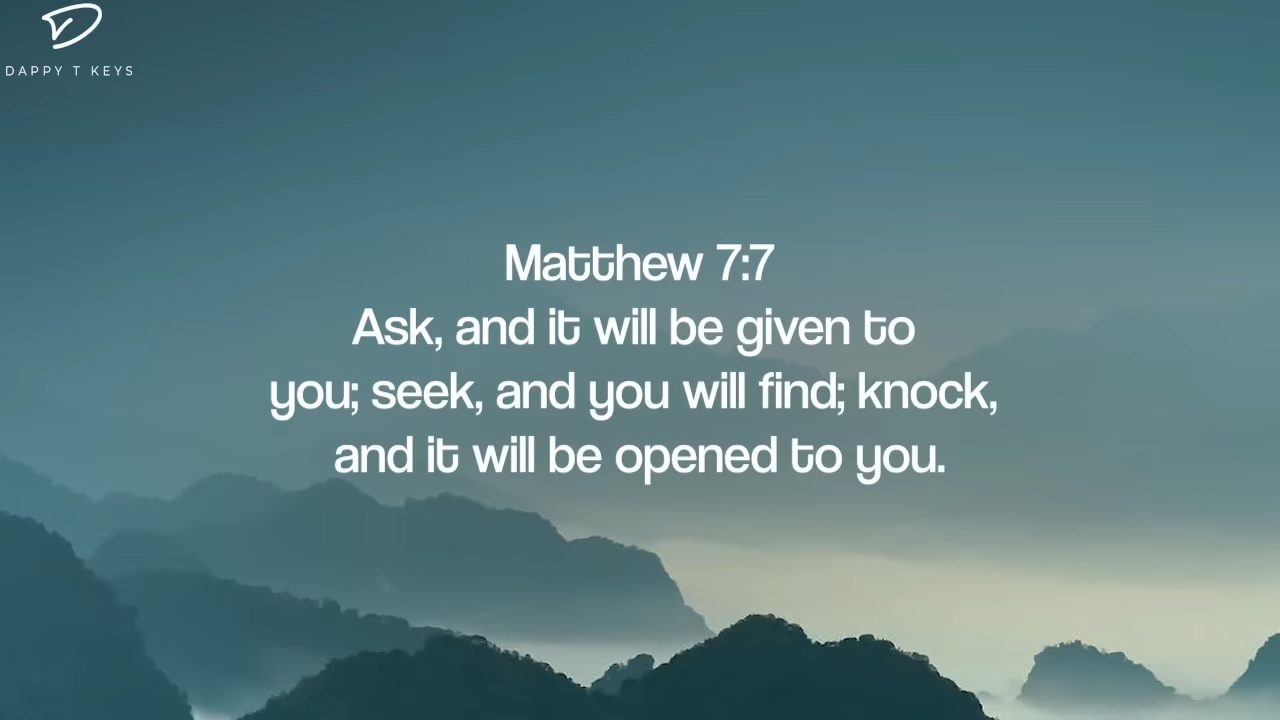 DAPPY T KEYS
Matthew 7:7
Ask, and it will be given to
you; seek, and you will find; knock,
and it will be opened to you.